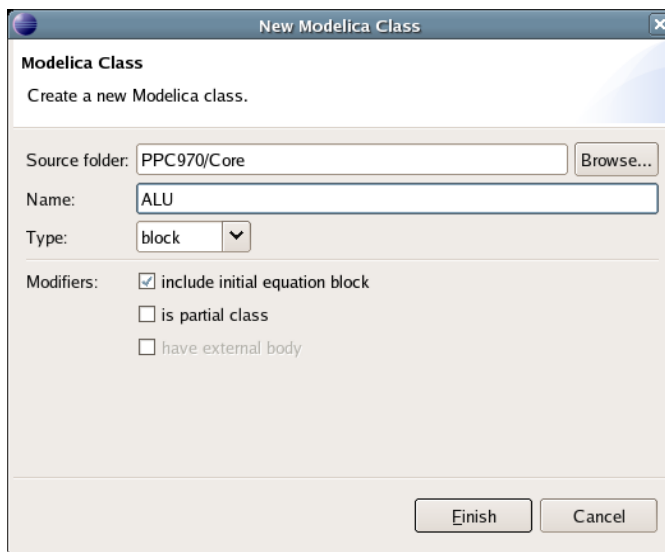 New Modelica Class
Modelica Class
Create a new Modelica class.
Source folder: PPC970/Core Browse...
Name: ALU
Type: block
Modifiers: include initial equation block
is partial class
have external body
Finish Cancel